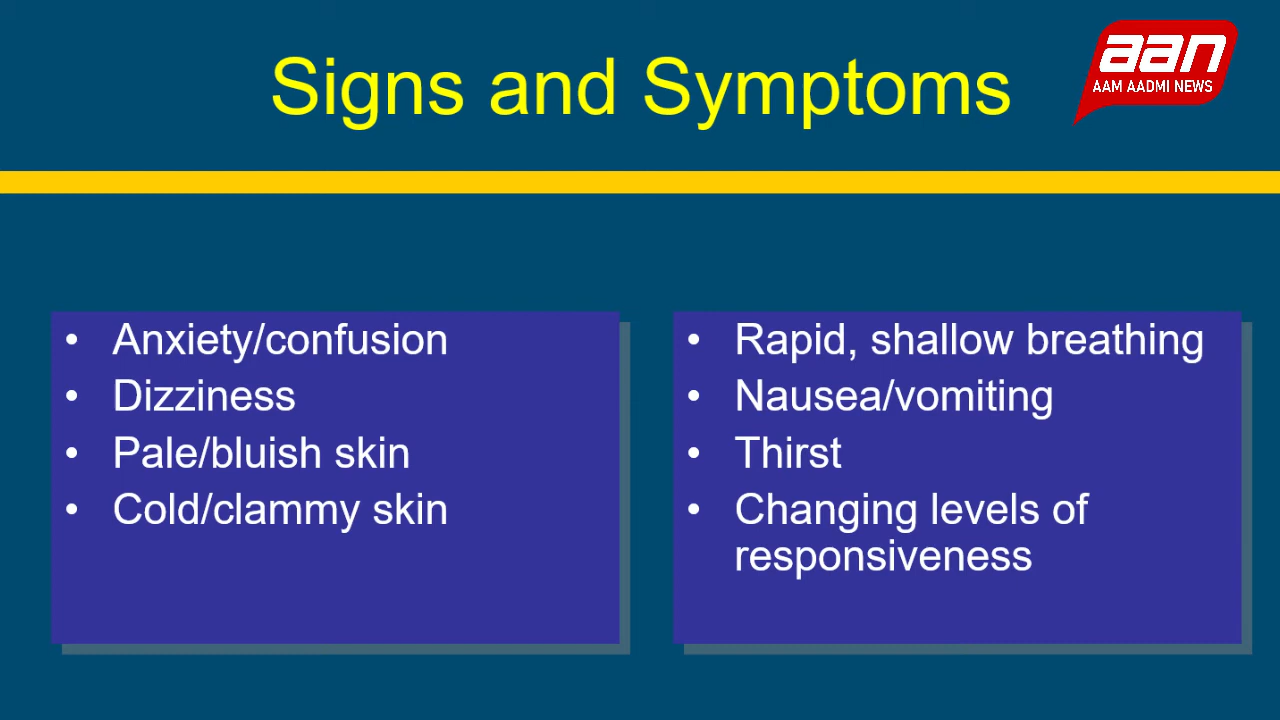 Signs and Symptoms
aan
AAM AADMI NEWS
• Anxiety/confusion
• Dizziness
• Pale/bluish skin
• Cold/clammy skin
• Rapid, shallow breathing
• Nausea/vomiting
• Thirst
• Changing levels of
responsiveness